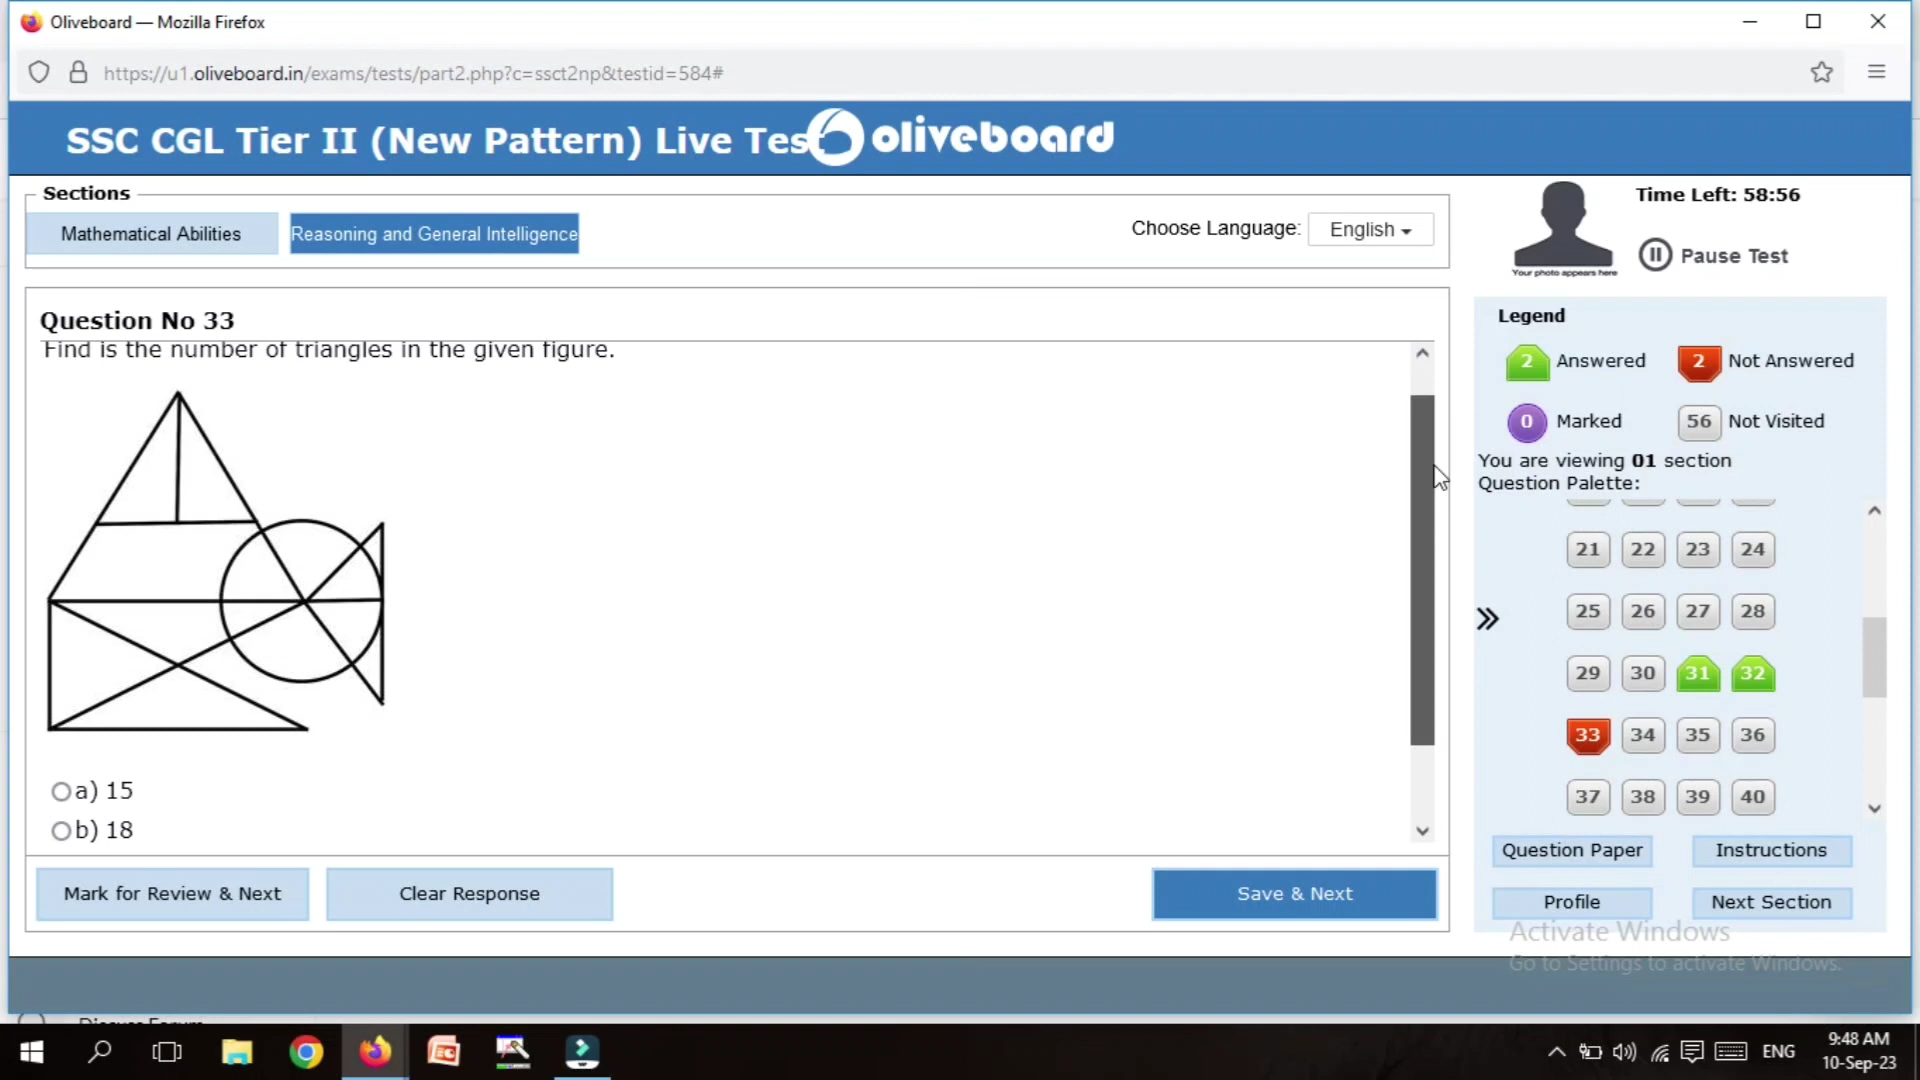 Oliveboard — Mozilla Firefox
https://u1.oliveboard.in/exams/tests/part2.php?c=ssct2np&testid=584#
SSC CGL Tier II (New Pattern) Live Tes
oliveboard
Sections
Mathematical Abilities
Reasoning and General Intelligence
Choose Language:
English
Your photo appears here
Time Left: 58:56
Pause Test
Question No 33
Find is the number of triangles in the given figure.
a) 15
b) 18
Mark for Review & Next
Clear Response
Save & Next
Legend
2 Answered
2 Not Answered
0 Marked
56 Not Visited
You are viewing 01 section
Question Palette:
21 22 23 24
25 26 27 28
29 30 31 32
33 34 35 36
37 38 39 40
Question Paper
Instructions
Profile
Next Section
Activate Windows
Go to Settings to activate Windows.
ENG
9:48 AM
10-Sep-23